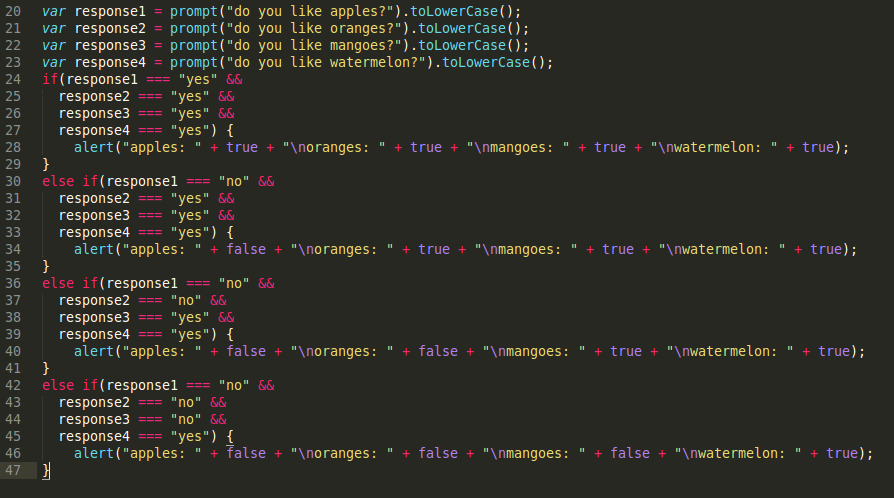 20 var response1 = prompt("do you like apples?").toLowerCase();
21 var response2 = prompt("do you like oranges?").toLowerCase();
22 var response3 = prompt("do you like mangoes?").toLowerCase();
23 var response4 = prompt("do you like watermelon?").toLowerCase();
24 if(response1 === "yes" &&
25   response2 === "yes" &&
26   response3 === "yes" &&
27   response4 === "yes") {
28     alert("apples: " + true + "\noranges: " + true + "\nmangoes: " + true + "\nwatermelon: " + true);
29 }
30 else if(response1 === "no" &&
31   response2 === "yes" &&
32   response3 === "yes" &&
33   response4 === "yes") {
34     alert("apples: " + false + "\noranges: " + true + "\nmangoes: " + true + "\nwatermelon: " + true);
35 }
36 else if(response1 === "no" &&
37   response2 === "no" &&
38   response3 === "yes" &&
39   response4 === "yes") {
40     alert("apples: " + false + "\noranges: " + false + "\nmangoes: " + true + "\nwatermelon: " + true);
41 }
42 else if(response1 === "no" &&
43   response2 === "no" &&
44   response3 === "no" &&
45   response4 === "yes") {
46     alert("apples: " + false + "\noranges: " + false + "\nmangoes: " + false + "\nwatermelon: " + true);
47 }